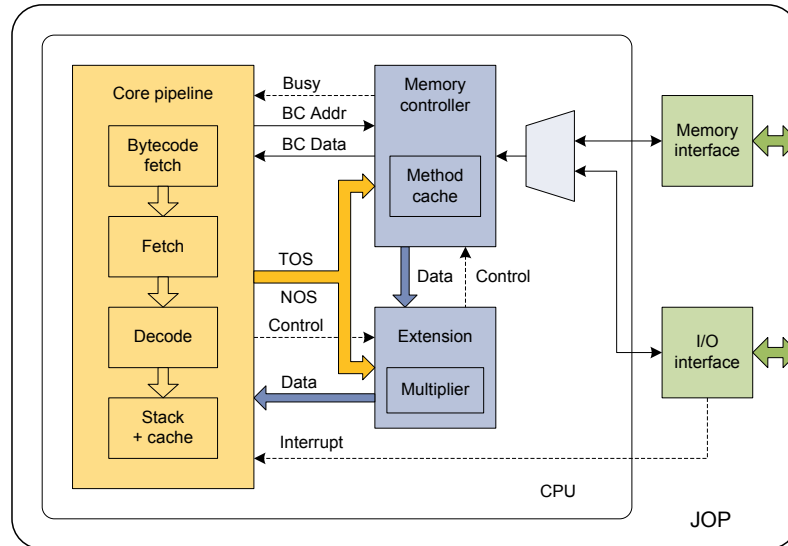 Core pipeline
Bytecode
fetch
Fetch
Decode
Stack
+ cache
Busy
BC Addr
BC Data
TOS
NOS
Control
Data
Interrupt
Memory
controller
Method
cache
Data
Control
Extension
Multiplier
Memory
interface
I/O
interface
CPU
JOP